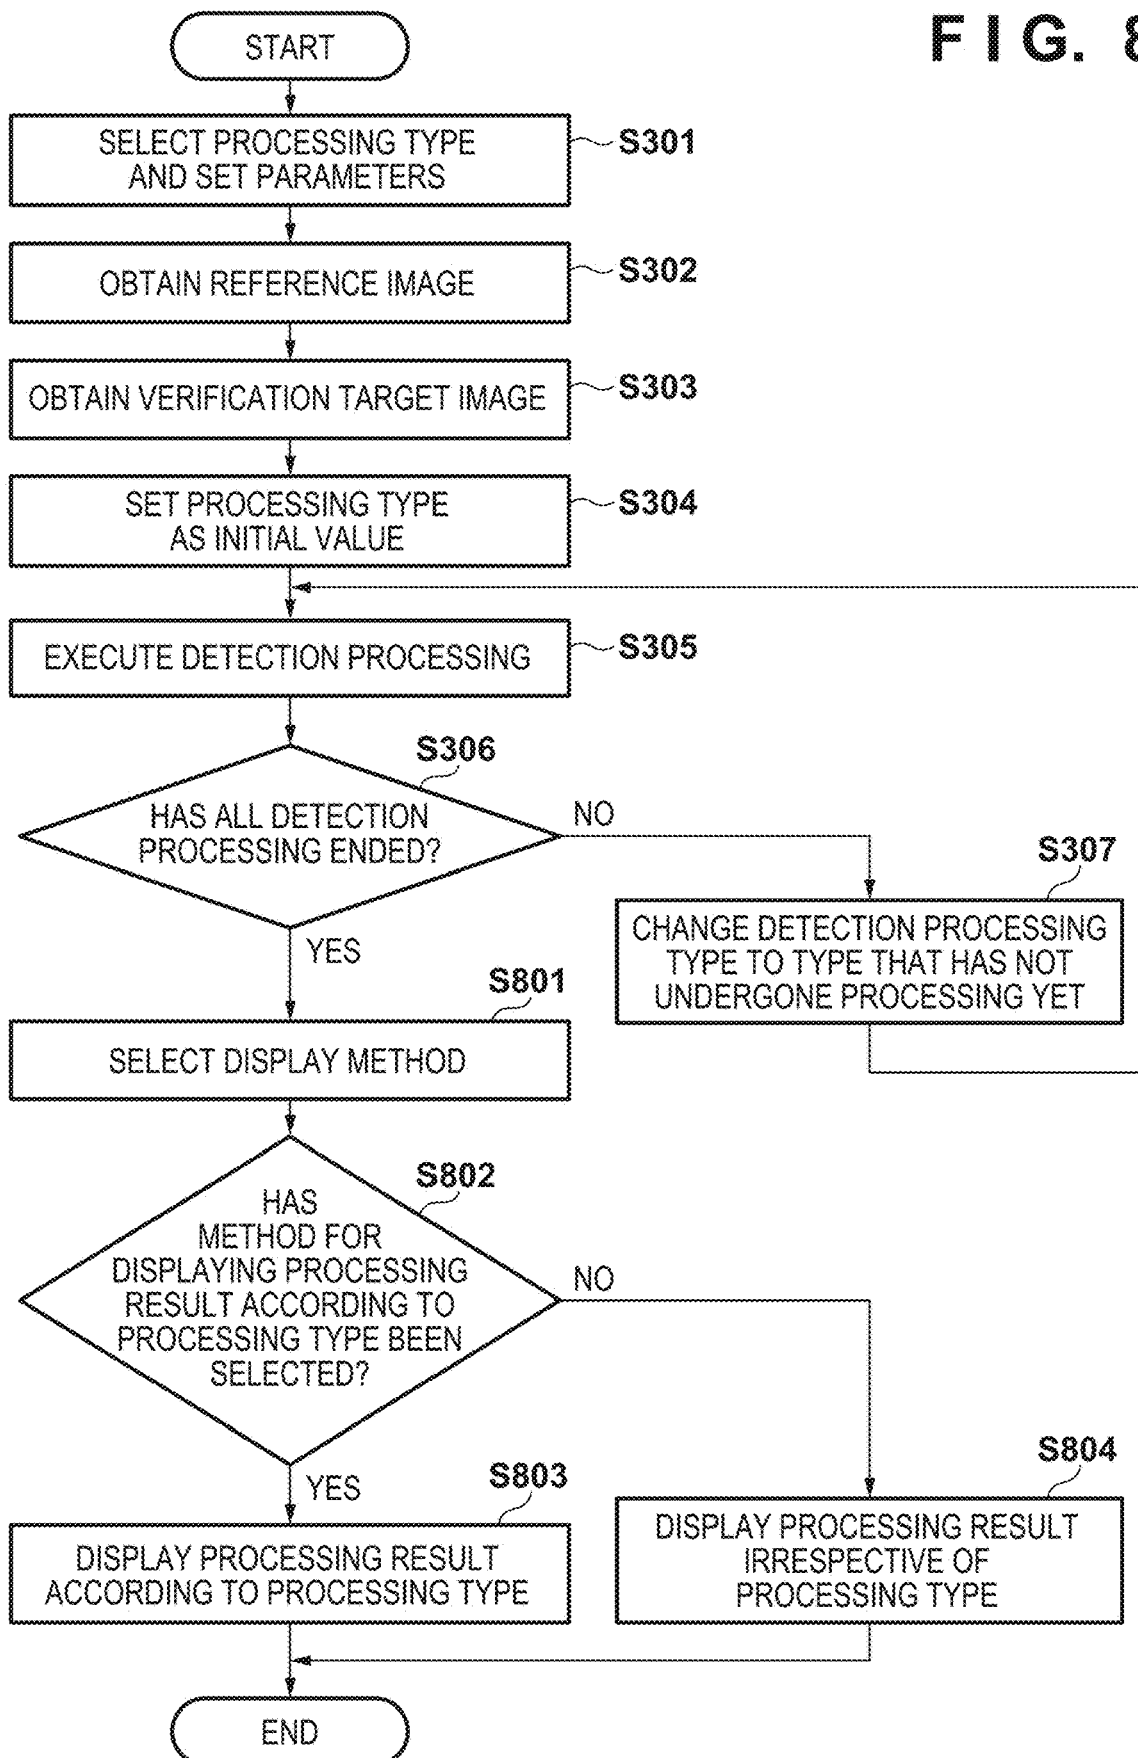 FIG. 8
START
SELECT PROCESSING TYPE
AND SET PARAMETERS
S301
OBTAIN REFERENCE IMAGE
S302
OBTAIN VERIFICATION TARGET IMAGE
S303
SET PROCESSING TYPE
AS INITIAL VALUE
S304
EXECUTE DETECTION PROCESSING
S305
S306
HAS ALL DETECTION
PROCESSING ENDED?
NO
YES
S307
CHANGE DETECTION PROCESSING
TYPE TO TYPE THAT HAS NOT
UNDERGONE PROCESSING YET
S801
SELECT DISPLAY METHOD
S802
HAS
METHOD FOR
DISPLAYING PROCESSING
RESULT ACCORDING TO
PROCESSING TYPE BEEN
SELECTED?
NO
YES
S803
DISPLAY PROCESSING RESULT
ACCORDING TO PROCESSING TYPE
S804
DISPLAY PROCESSING RESULT
IRRESPECTIVE OF
PROCESSING TYPE
END